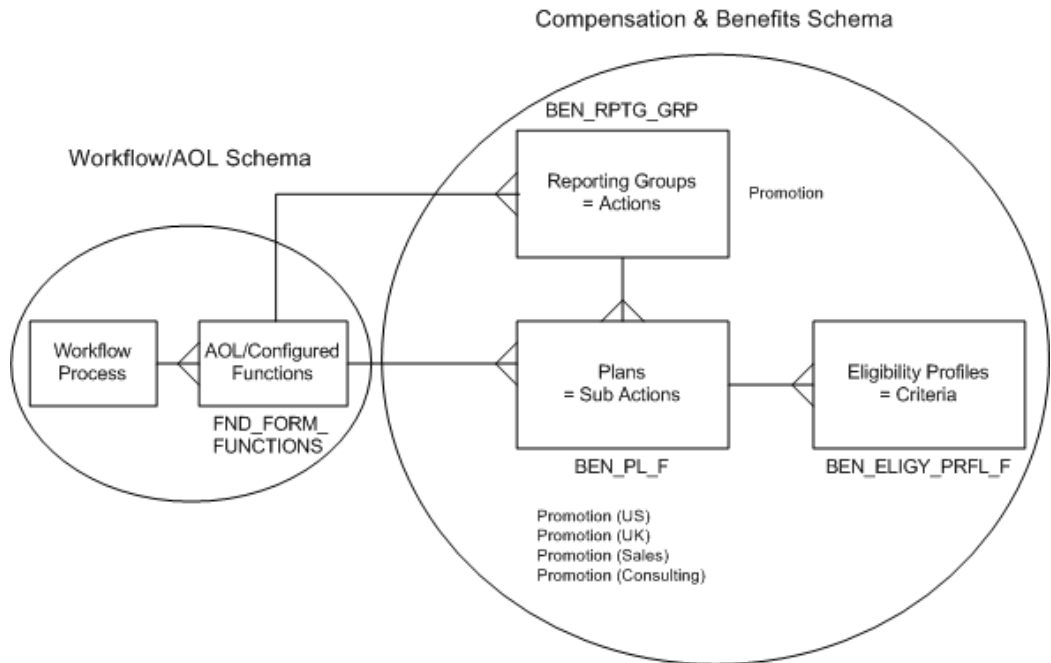 Compensation & Benefits Schema
BEN_RPTG_GRP
Workflow/AOL Schema
Reporting Groups
= Actions
Promotion
Workflow
Process
AOL/Configured
Functions
FND_FORM_
FUNCTIONS
Plans
= Sub Actions
BEN_PL_F
Eligibility Profiles
= Criteria
BEN_ELIGY_PRFL_F
Promotion (US)
Promotion (UK)
Promotion (Sales)
Promotion (Consulting)